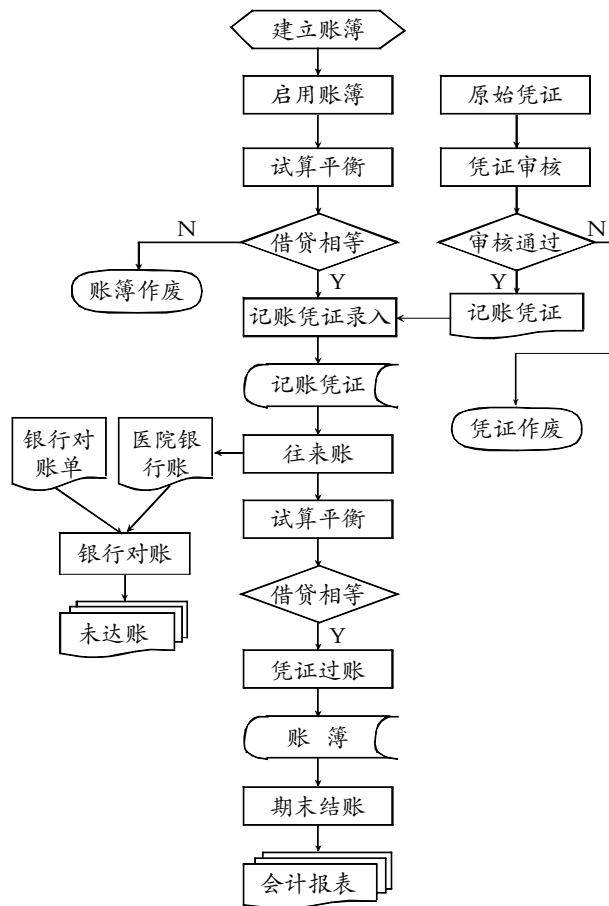 建立账簿
启用账簿
原始凭证
试算平衡
凭证审核
N
借贷相等
审核通过
N
账簿作废
Y
Y
记账凭证录入
记账凭证
记账凭证
凭证作废
银行对
账单
医院银
行账
往来账
试算平衡
银行对账
借贷相等
未达账
Y
凭证过账
账 簿
期末结账
会计报表